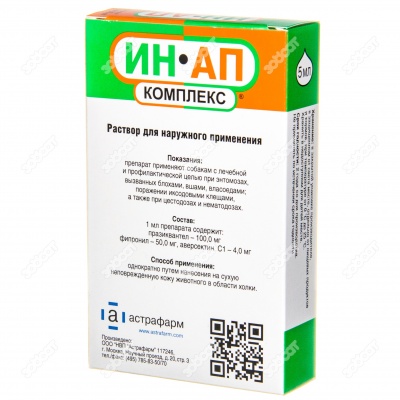 ИН•АП
КОМПЛЕКС®
5 мл
Раствор для наружного применения
Показания:
препарат применяют собакам с лечебной
и профилактической целью при энтомозах,
вызванных блохами, вшами, власоедами;
поражении иксодовыми клещами,
а также при цестодозах и нематодозах.
Состав:
1 мл препарата содержит:
празиквантел – 100,0 мг
фипронил – 50,0 мг, аверсектин С1 – 4,0 мг
Способ применения:
однократно путем нанесения на сухую
неповрежденную кожу животного в области холки.
а астрафарм
www.astrafarm.com
Произведено:
ООО "НВП "Астрафарм" 117246,
г. Москва, Научный проезд, д.20, стр.3
тел./факс (495) 785-83-50/70